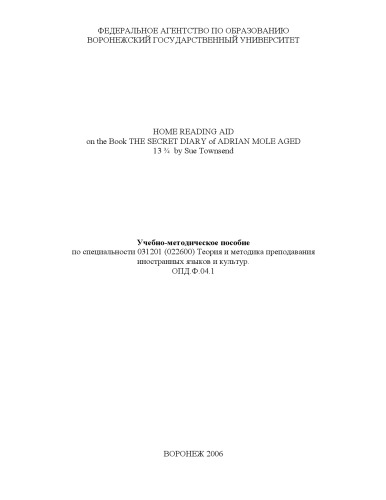 ФЕДЕРАЛЬНОЕ АГЕНТСТВО ПО ОБРАЗОВАНИЮ
ВОРОНЕЖСКИЙ ГОСУДАРСТВЕННЫЙ УНИВЕРСИТЕТ
HOME READING AID
on the Book THE SECRET DIARY of ADRIAN MOLE AGED
13 ¾ by Sue Townsend
Учебно-методическое пособие
по специальности 031201 (022600) Теория и методика преподавания
иностранных языков и культур.
ОПД.Ф.04.1
ВОРОНЕЖ 2006